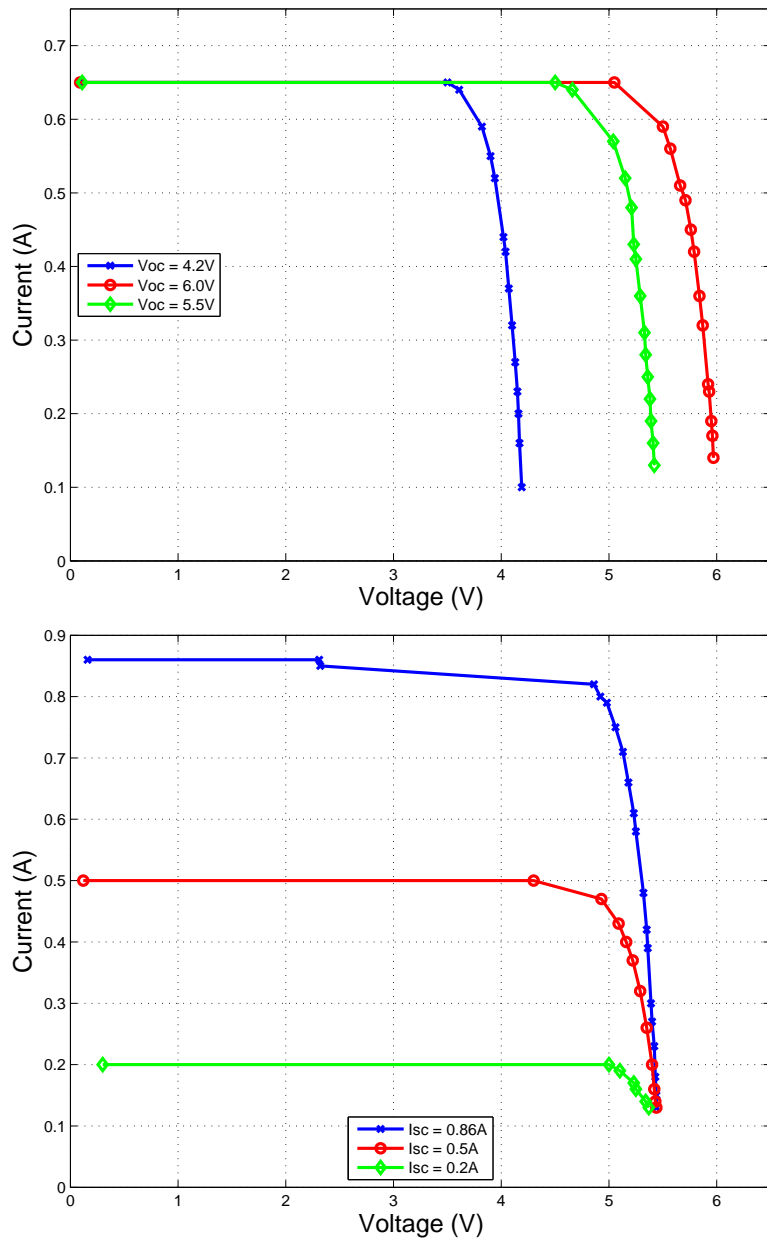 0.7
0.6
0.5
0.4
0.3
0.2
0.1
0
Current (A)
Voc = 4.2V
Voc = 6.0V
Voc = 5.5V
0 1 2 3 4 5 6
Voltage (V)
0.9
0.8
0.7
0.6
0.5
0.4
0.3
0.2
0.1
0
Current (A)
Isc = 0.86A
Isc = 0.5A
Isc = 0.2A
0 1 2 3 4 5 6
Voltage (V)